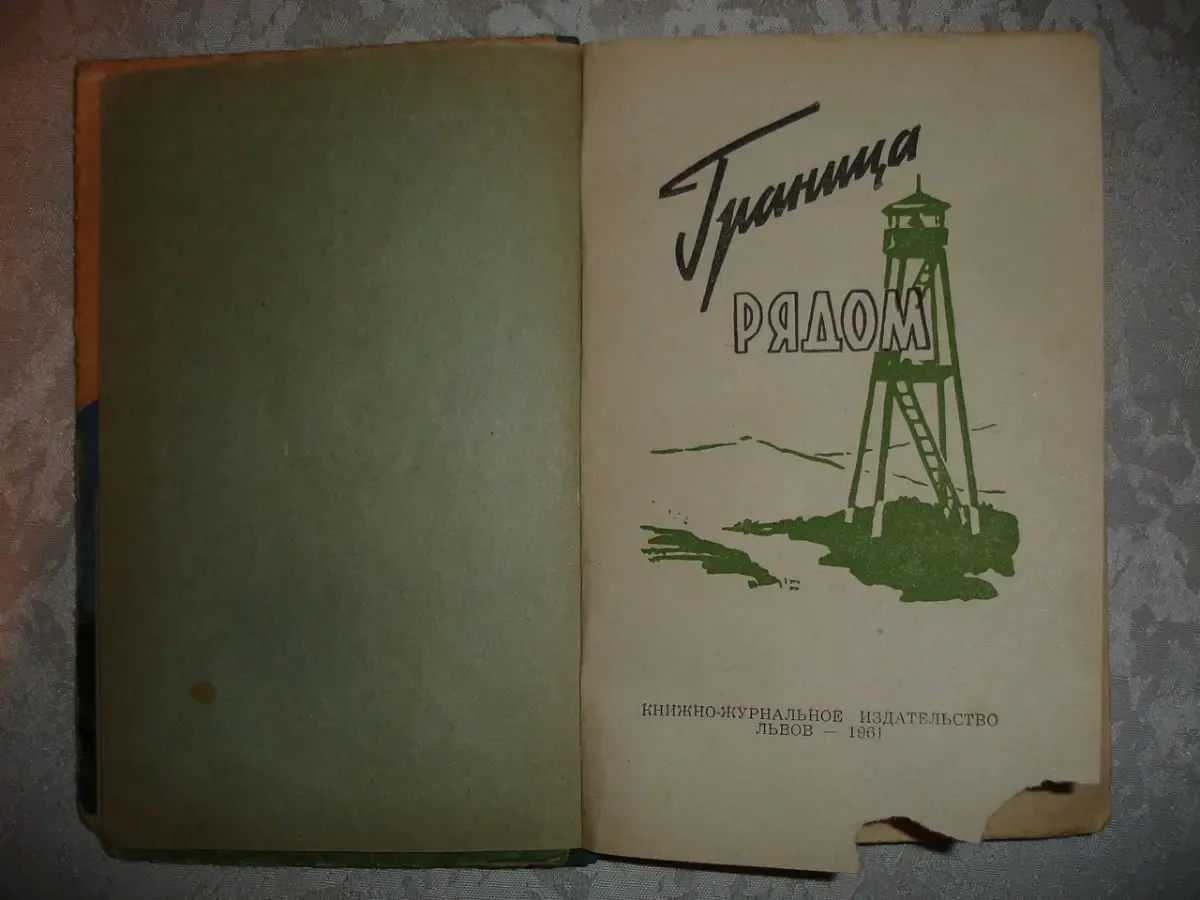 Граница
РЯДОМ
КНИЖНО-ЖУРНАЛЬНОЕ ИЗДАТЕЛЬСТВО
ЛЬВОВ — 1961